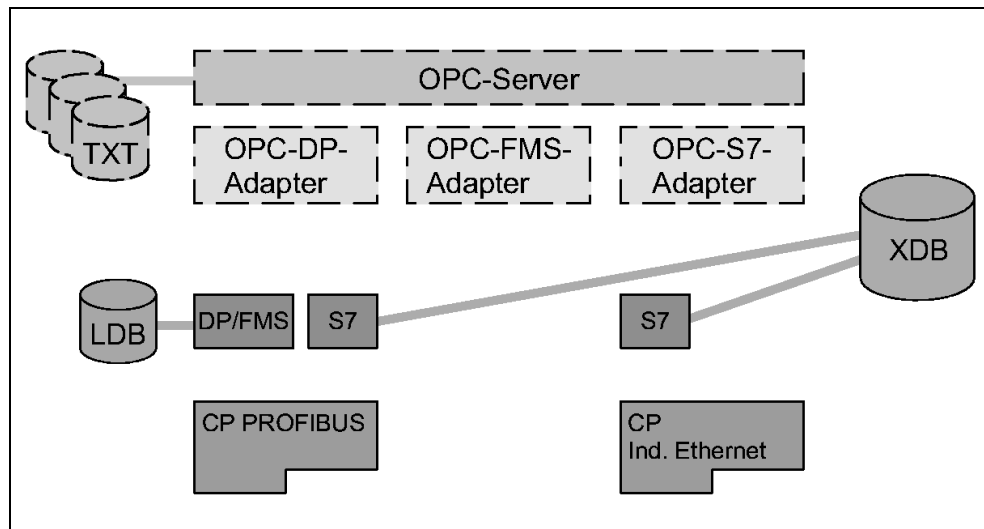 OPC-Server
TXT
OPC-DP-
Adapter
OPC-FMS-
Adapter
OPC-S7-
Adapter
XDB
LDB
DP/FMS
S7
S7
CP PROFIBUS
CP
Ind. Ethernet